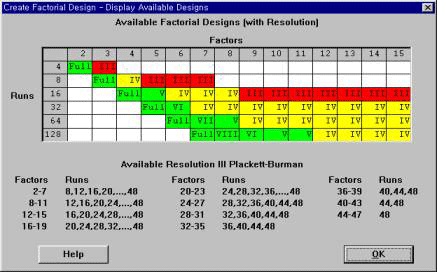 Create Factorial Design - Display Available Designs
Available Factorial Designs (with Resolution)
Factors
2 3 4 5 6 7 8 9 10 11 12 13 14 15
4 Full III
8 Full IV III III III
16 Full V IV IV IV III III III III III III III
32 Full VI IV IV IV IV IV IV IV IV IV
64 Full VII V IV IV IV IV IV IV IV
128 Full VIII VI V V IV IV IV IV
Runs
Available Resolution III Plackett-Burman
Factors Runs Factors Runs Factors Runs
2-7 8,12,16,20,...,48 20-23 24,28,32,36,...,48 36-39 40,44,48
8-11 12,16,20,24,...,48 24-27 28,32,36,40,44,48 40-43 44,48
12-15 16,20,24,28,...,48 28-31 32,36,40,44,48 44-47 48
16-19 20,24,28,32,...,48 32-35 36,40,44,48
Help OK